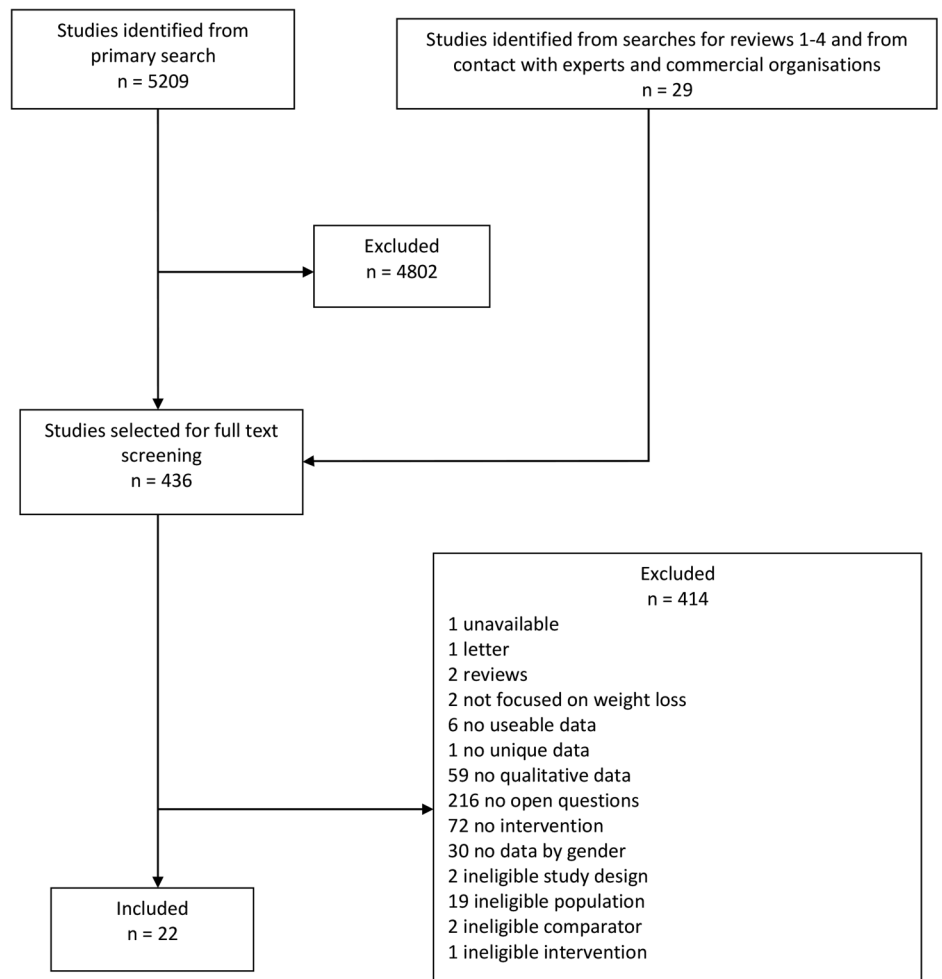 Studies identified from
primary search
n = 5209
Studies identified from searches for reviews 1-4 and from
contact with experts and commercial organisations
n = 29
Excluded
n = 4802
Studies selected for full text
screening
n = 436
Excluded
n = 414
1 unavailable
1 letter
2 reviews
2 not focused on weight loss
6 no useable data
1 no unique data
59 no qualitative data
216 no open questions
72 no intervention
30 no data by gender
2 ineligible study design
19 ineligible population
2 ineligible comparator
1 ineligible intervention
Included
n = 22